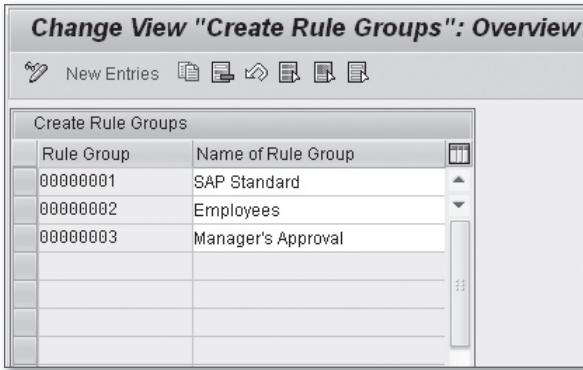 Change View "Create Rule Groups": Overview
New Entries
Create Rule Groups
Rule Group Name of Rule Group
00000001 SAP Standard
00000002 Employees
00000003 Manager's Approval